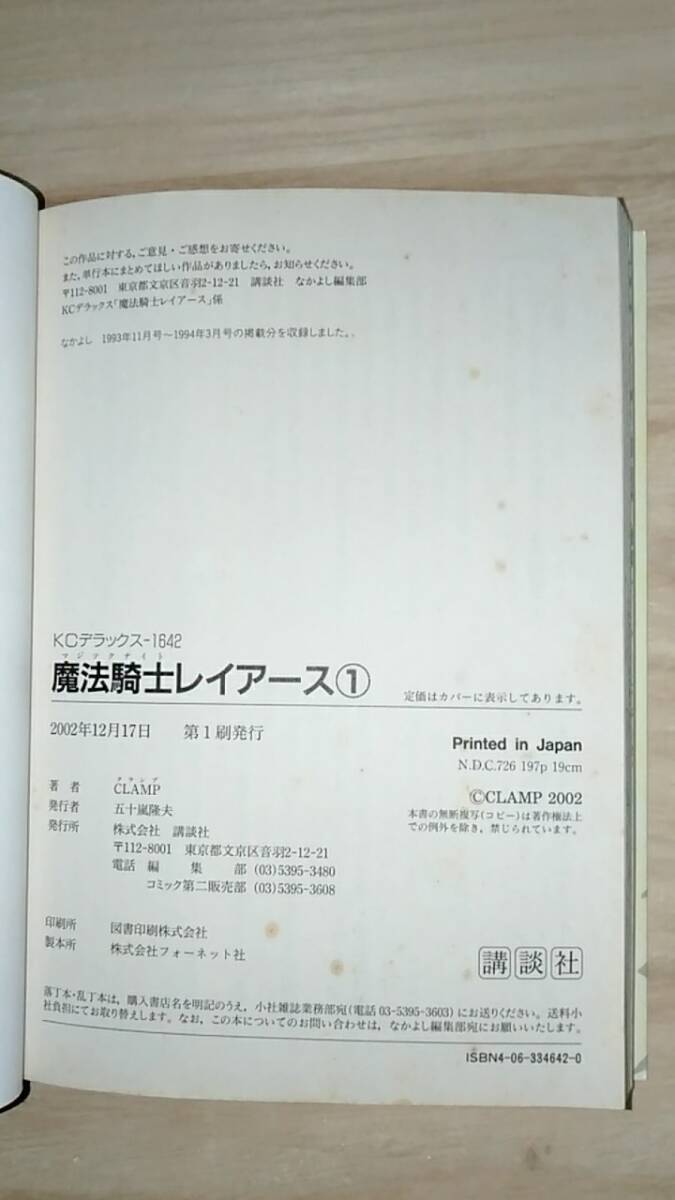 この作品に対する,ご意見・ご感想をお寄せください。
また,単行本にまとめてほしい作品がありましたら,お知らせください。
〒112-8001 東京都文京区音羽2-12-21 講談社 なかよし編集部
KCデラックス「魔法騎士レイアース」係
なかよし 1993年11月号〜1994年3月号の掲載分を収録しました。
KCデラックス-1642
マジックナイト
魔法騎士レイアース①
定価はカバーに表示してあります。
2002年12月17日 第1刷発行
Printed in Japan
N.D.C.726 197p 19cm
クランプ
著者 CLAMP
©CLAMP 2002
発行者 五十嵐隆夫
本書の無断複写(コピー)は著作権法上
での例外を除き,禁じられています。
発行所 株式会社 講談社
〒112-8001 東京都文京区音羽2-12-21
電話 編集部 (03)5395-3480
コミック第二販売部 (03)5395-3608
印刷所 図書印刷株式会社
製本所 株式会社フォーネット社
講談社
落丁本・乱丁本は,購入書店名を明記のうえ,小社雑誌業務部宛(電話03-5395-3603)にお送りください。送料小
社負担にてお取り替えします。なお,この本についてのお問い合わせは,なかよし編集部宛にお願いいたします。
ISBN4-06-334642-0